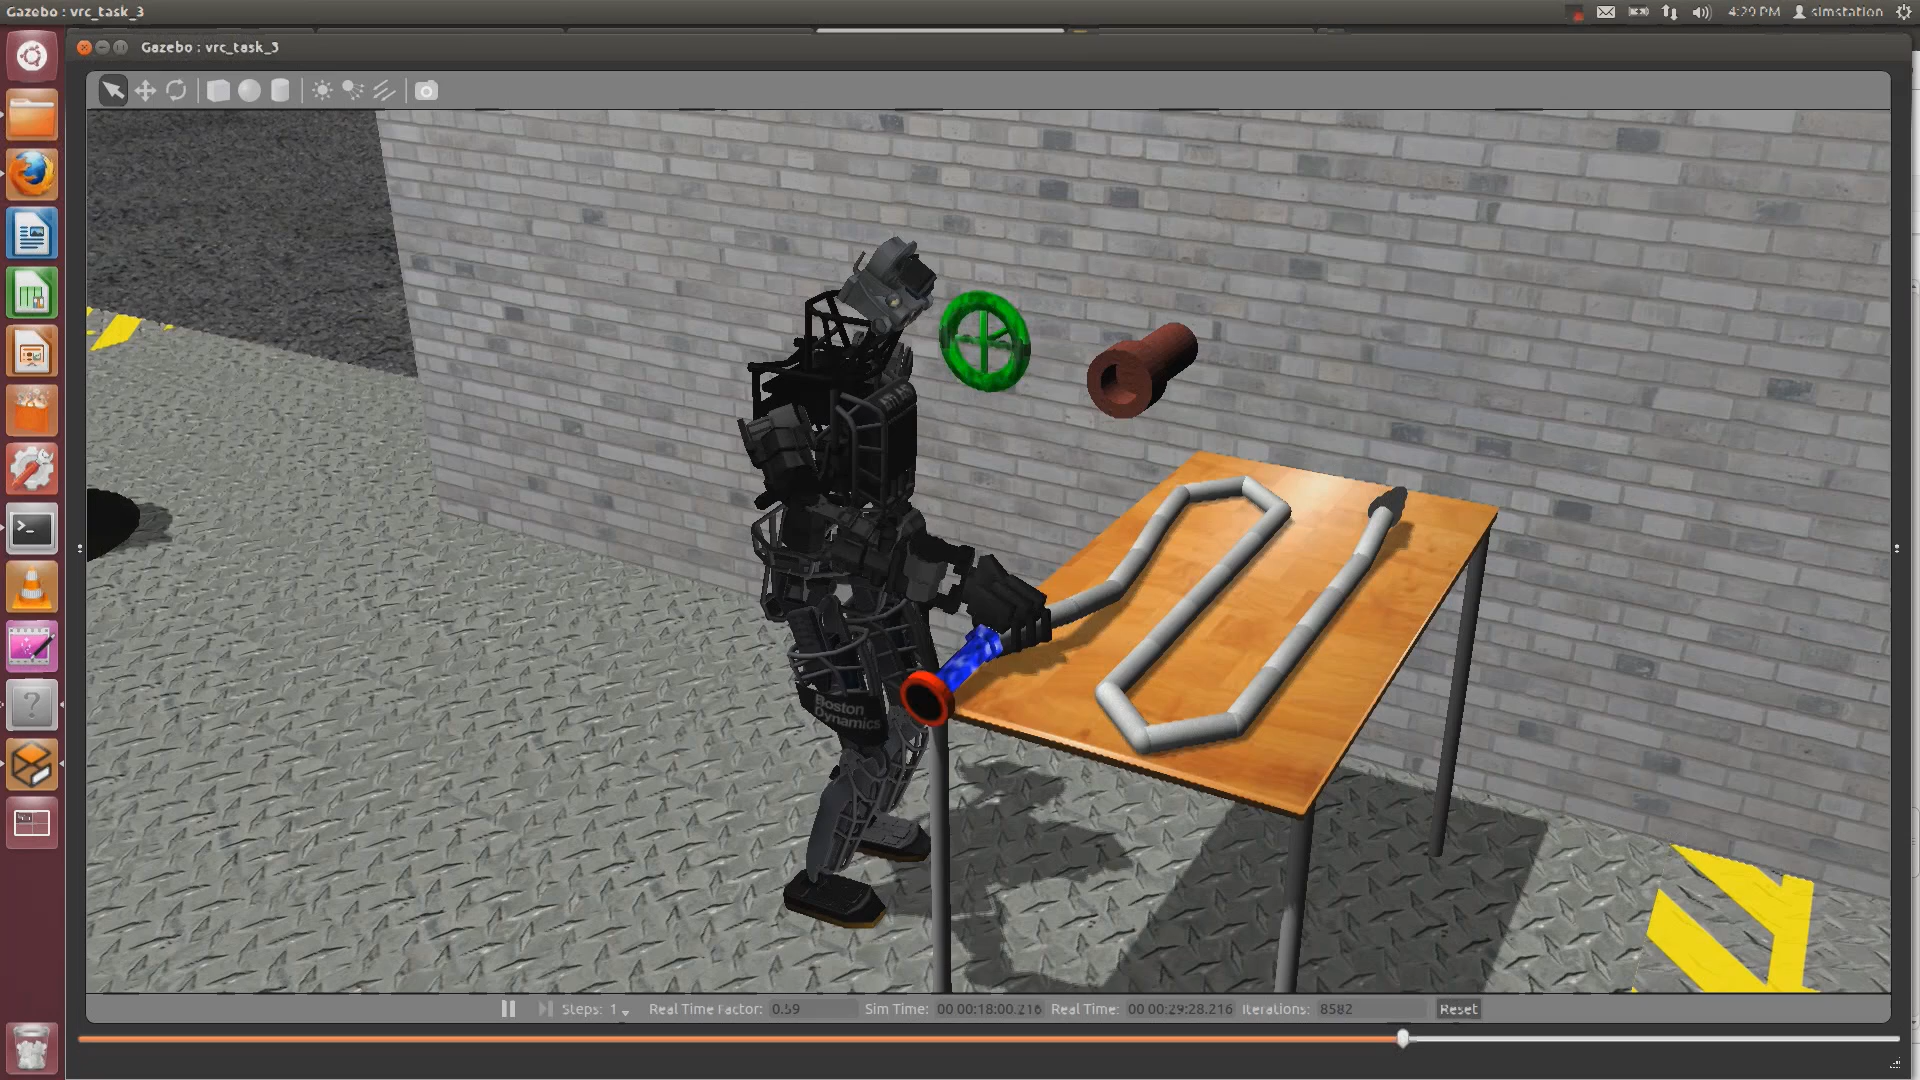 Gazebo : vrc_task_3
4:29 PM simstation
Gazebo : vrc_task_3
Boston
Dynamics
Steps: 1 Real Time Factor: 0.59 Sim Time: 00 00:18:00.216 Real Time: 00 00:29:28.216 Iterations: 8582 Reset